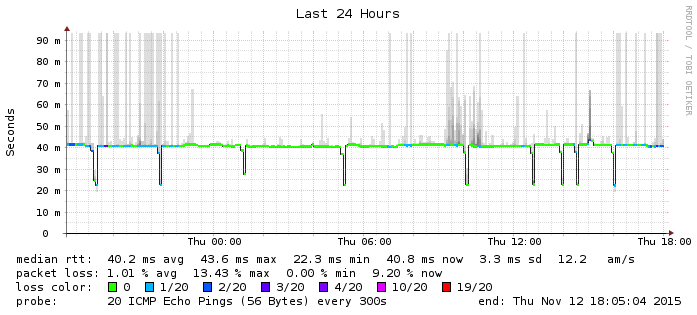 Last 24 Hours
RRDTOOL / TOBI OETIKER
Seconds
90 m
80 m
70 m
60 m
50 m
40 m
30 m
20 m
10 m
0
Thu 00:00 Thu 06:00 Thu 12:00 Thu 18:00
median rtt: 40.2 ms avg 43.6 ms max 22.3 ms min 40.8 ms now 3.3 ms sd 12.2 am/s
packet loss: 1.01 % avg 13.43 % max 0.00 % min 9.20 % now
loss color: 0 1/20 2/20 3/20 4/20 10/20 19/20
probe: 20 ICMP Echo Pings (56 Bytes) every 300s end: Thu Nov 12 18:05:04 2015